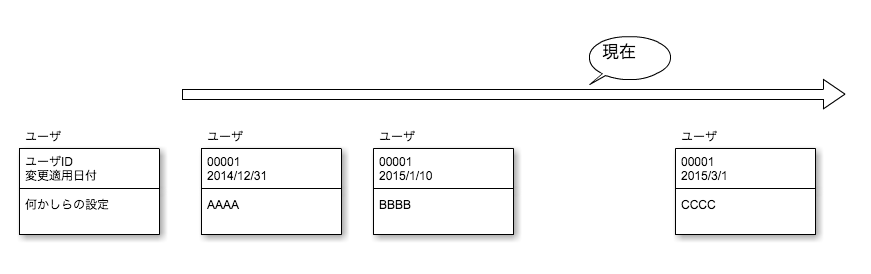 現在
ユーザ
ユーザID
変更適用日付
何かしらの設定
ユーザ
00001
2014/12/31
AAAA
ユーザ
00001
2015/1/10
BBBB
ユーザ
00001
2015/3/1
CCCC